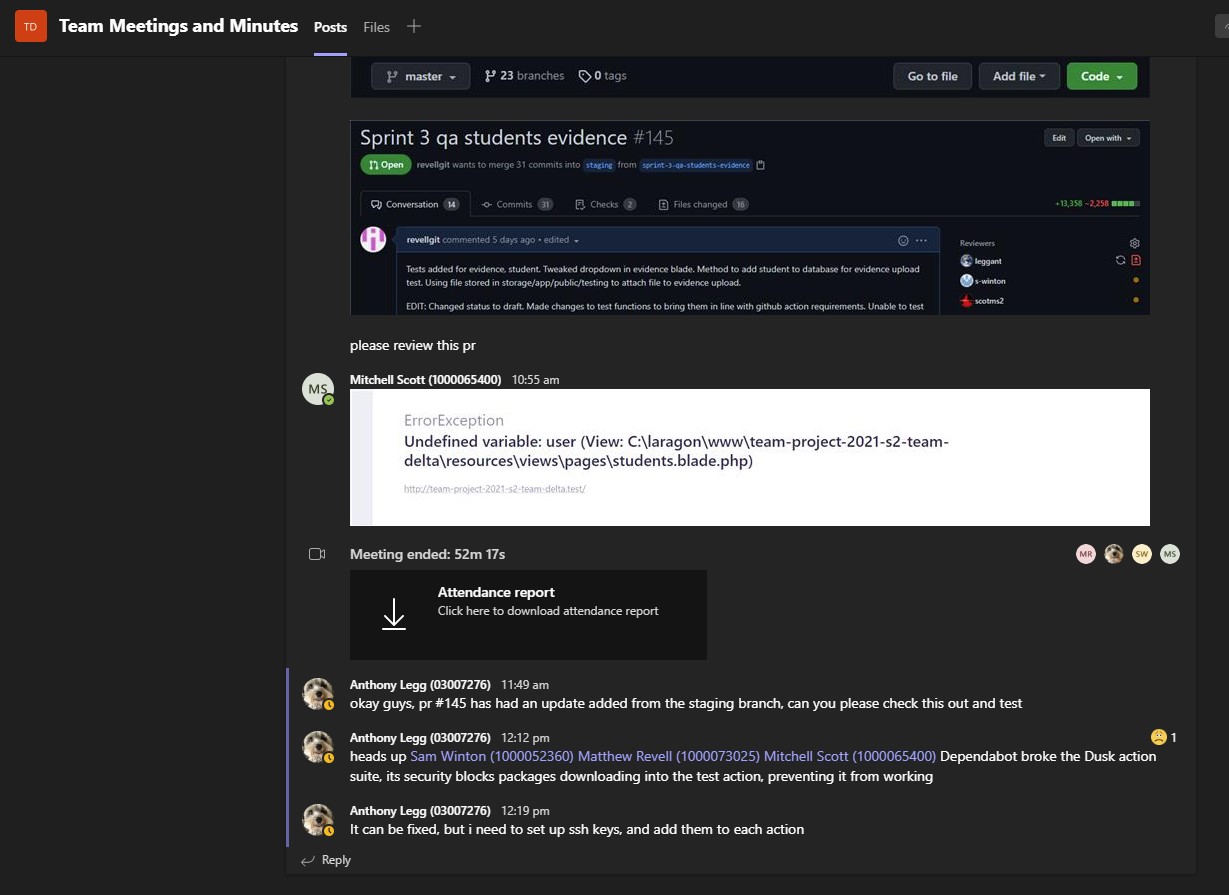 TD Team Meetings and Minutes Posts Files
master 23 branches 0 tags Go to file Add file Code
Sprint 3 qa students evidence #145 Edit Open with
Open revellgit wants to merge 31 commits into staging from sprint-3-qa-students-evidence
Conversation 14 Commits 31 Checks 2 Files changed 16 +13,358 −2,258
revellgit commented 5 days ago • edited
Tests added for evidence, student. Tweaked dropdown in evidence blade. Method to add student to database for evidence upload
test. Using file stored in storage/app/public/testing to attach file to evidence upload.
EDIT: Changed status to draft. Made changes to test functions to bring them in line with github action requirements. Unable to test
Reviewers
leggant
s-winton
scotms2
please review this pr
MS Mitchell Scott (1000065400) 10:55 am
ErrorException
Undefined variable: user (View: C:\laragon\www\team-project-2021-s2-team-
delta\resources\views\pages\students.blade.php)
http://team-project-2021-s2-team-delta.test/
Meeting ended: 52m 17s MR SW MS
Attendance report
Click here to download attendance report
Anthony Legg (03007276) 11:49 am
okay guys, pr #145 has had an update added from the staging branch, can you please check this out and test
Anthony Legg (03007276) 12:12 pm 1
heads up Sam Winton (1000052360) Matthew Revell (1000073025) Mitchell Scott (1000065400) Dependabot broke the Dusk action
suite, its security blocks packages downloading into the test action, preventing it from working
Anthony Legg (03007276) 12:19 pm
It can be fixed, but i need to set up ssh keys, and add them to each action
Reply